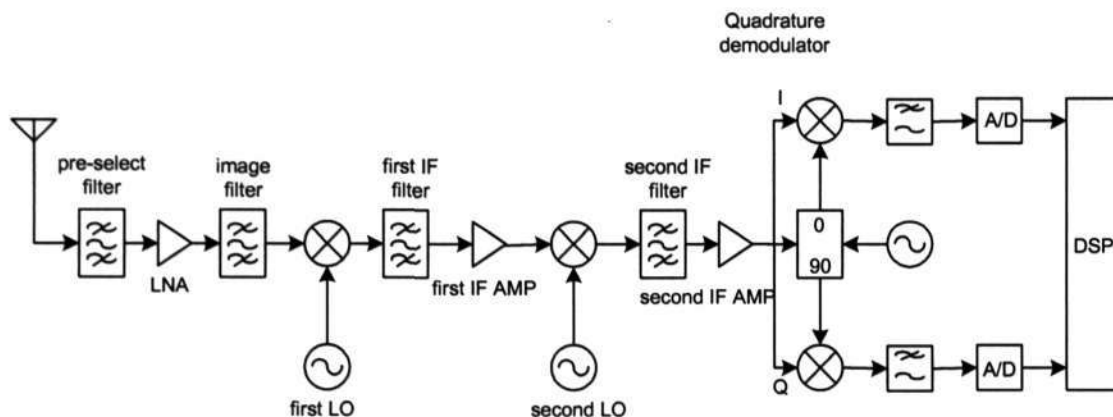 Quadrature
demodulator
I
A/D
pre-select
filter
image
filter
first IF
filter
second IF
filter
0
90
DSP
LNA
first IF AMP
second IF AMP
Q
A/D
first LO
second LO